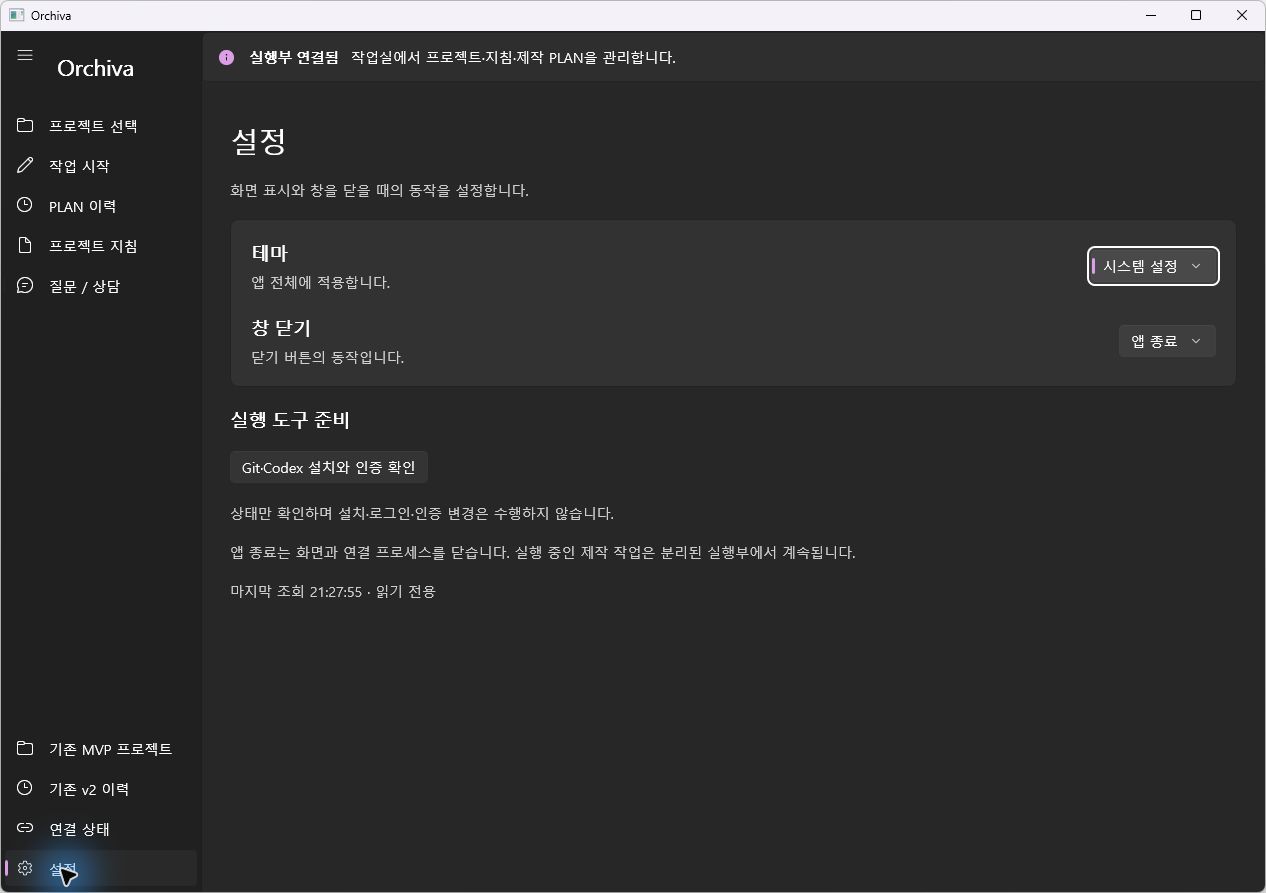 Orchiva
Orchiva
프로젝트 선택
작업 시작
PLAN 이력
프로젝트 지침
질문 / 상담
기존 MVP 프로젝트
기존 v2 이력
연결 상태
설정
실행부 연결됨 작업실에서 프로젝트·지침·제작 PLAN을 관리합니다.
설정
화면 표시와 창을 닫을 때의 동작을 설정합니다.
테마
앱 전체에 적용합니다.
시스템 설정
창 닫기
닫기 버튼의 동작입니다.
앱 종료
실행 도구 준비
Git·Codex 설치와 인증 확인
상태만 확인하며 설치·로그인·인증 변경은 수행하지 않습니다.
앱 종료는 화면과 연결 프로세스를 닫습니다. 실행 중인 제작 작업은 분리된 실행부에서 계속됩니다.
마지막 조회 21:27:55 · 읽기 전용